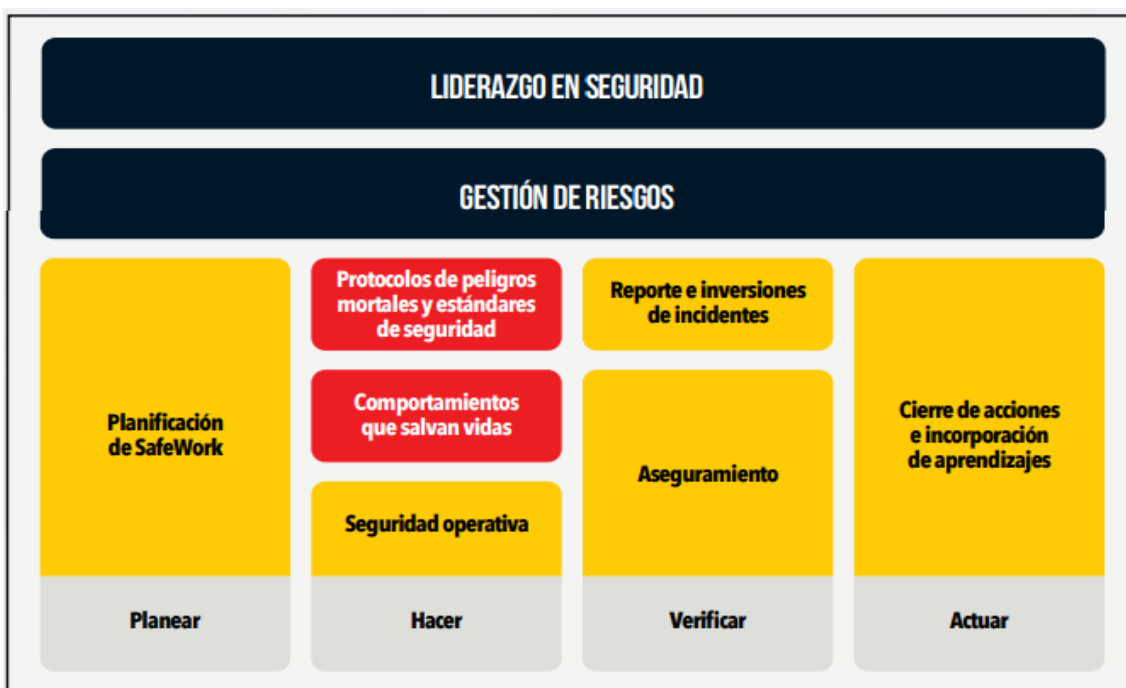 LIDERAZGO EN SEGURIDAD
GESTIÓN DE RIESGOS
Planificación
de SafeWork
Protocolos de peligros
mortales y estándares
de seguridad
Comportamientos
que salvan vidas
Seguridad operativa
Reporte e inversiones
de incidentes
Aseguramiento
Cierre de acciones
e incorporación
de aprendizajes
Planear
Hacer
Verificar
Actuar